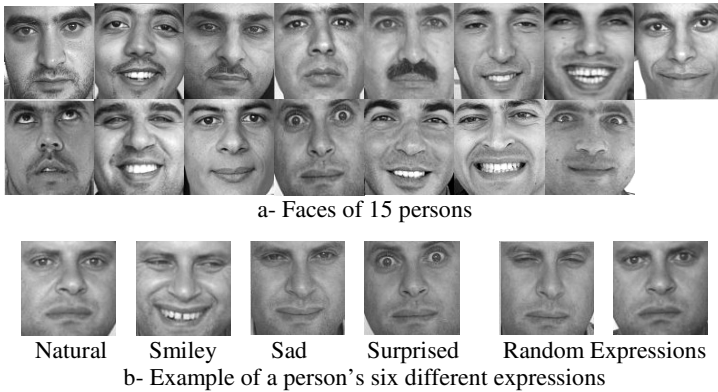 a- Faces of 15 persons
Natural Smiley Sad Surprised Random Expressions
b- Example of a person's six different expressions